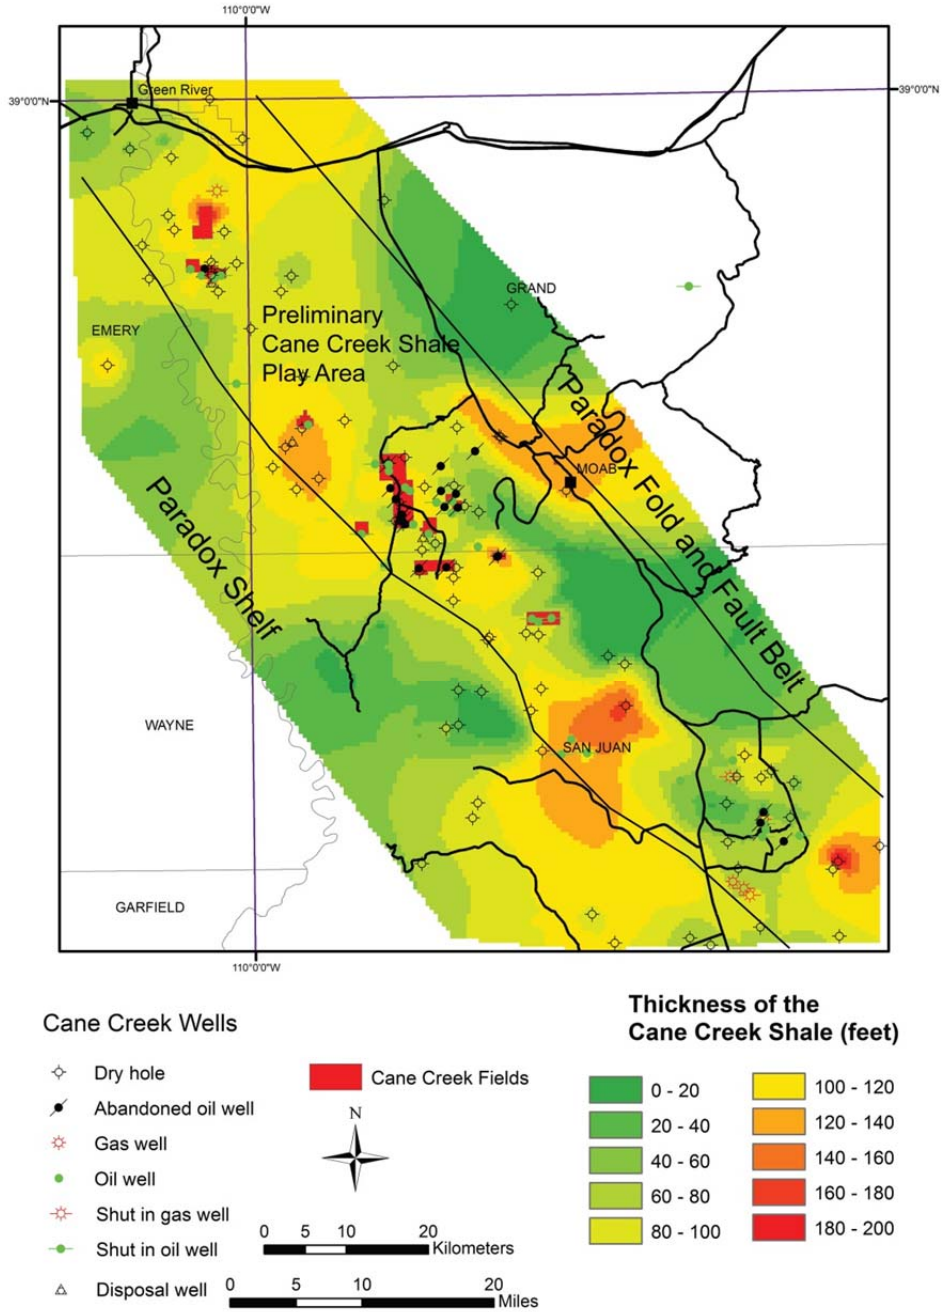 110°0'0"W
39°0'0"N
39°0'0"N
Green River
GRAND
EMERY
Preliminary
Cane Creek Shale
Play Area
Paradox Fold and Fault Belt
MOAB
Paradox Shelf
WAYNE
SAN JUAN
GARFIELD
110°0'0"W
Cane Creek Wells
Dry hole
Abandoned oil well
Gas well
Oil well
Shut in gas well
Shut in oil well
Disposal well
Cane Creek Fields
N
0 5 10 20
Kilometers
0 5 10 20
Miles
Thickness of the
Cane Creek Shale (feet)
0 - 20
20 - 40
40 - 60
60 - 80
80 - 100
100 - 120
120 - 140
140 - 160
160 - 180
180 - 200